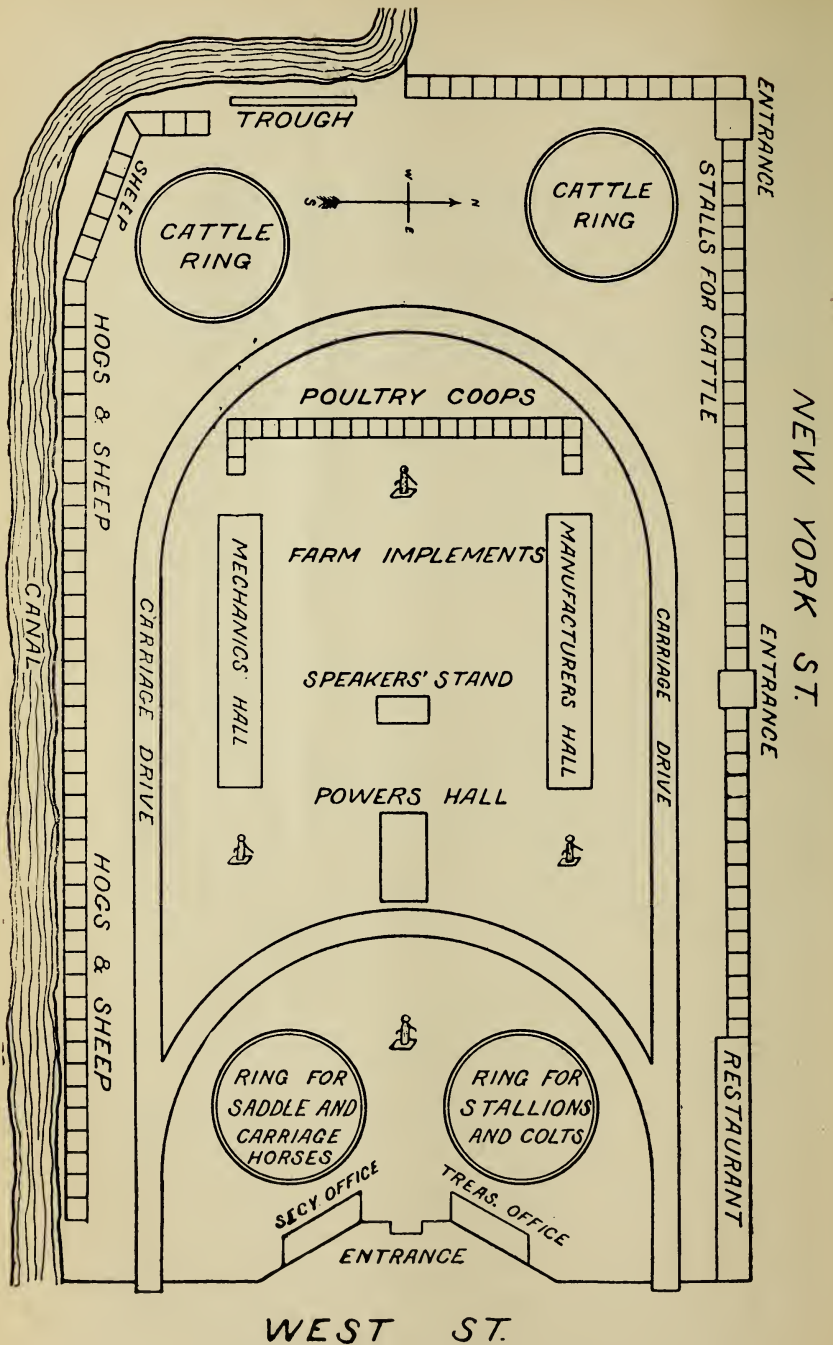 ENTRANCE
TROUGH
SHEEP
W
S
N
E
CATTLE
RING
CATTLE
RING
STALLS FOR CATTLE
HOGS & SHEEP
POULTRY COOPS
NEW YORK ST.
FARM IMPLEMENTS
MECHANICS' HALL
MANUFACTURERS HALL
CANAL
CARRIAGE DRIVE
CARRIAGE DRIVE
ENTRANCE
SPEAKERS' STAND
POWERS HALL
HOGS & SHEEP
RING FOR
SADDLE AND
CARRIAGE
HORSES
RING FOR
STALLIONS
AND COLTS
RESTAURANT
SECY. OFFICE
TREAS. OFFICE
ENTRANCE
WEST ST.